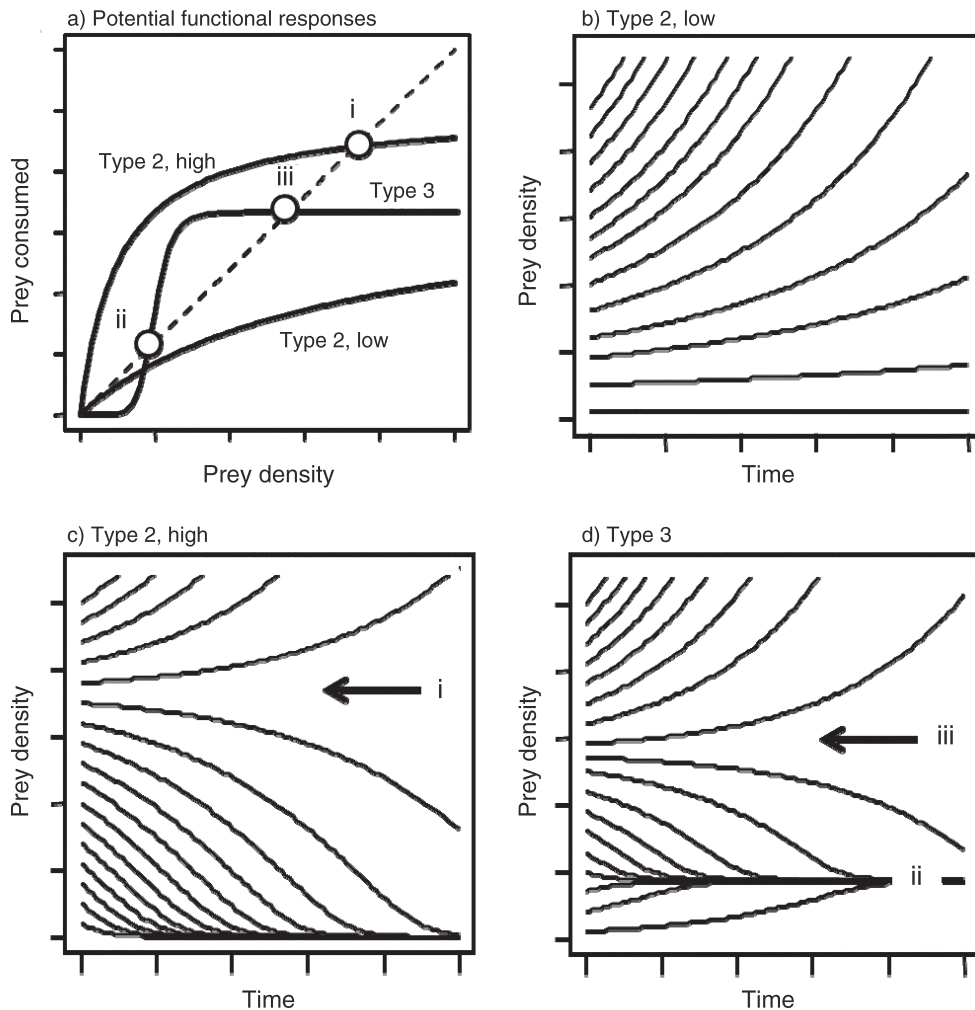 a) Potential functional responses
Prey consumed
Type 2, high
i
iii
Type 3
ii
Type 2, low
Prey density
b) Type 2, low
Prey density
Time
c) Type 2, high
Prey density
i
Time
d) Type 3
Prey density
iii
ii
Time